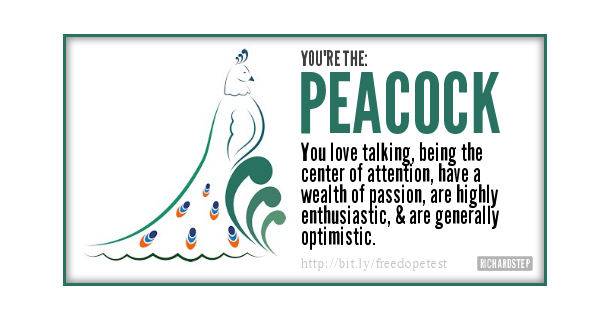 YOU'RE THE:
PEACOCK
You love talking, being the
center of attention, have a
wealth of passion, are highly
enthusiastic, & are generally
optimistic.
http://bit.ly/freedopetest
RICHARDSTEP